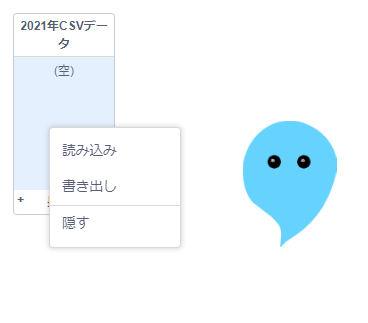 2021年CSVデー
タ
(空)
読み込み
書き出し
+
隠す